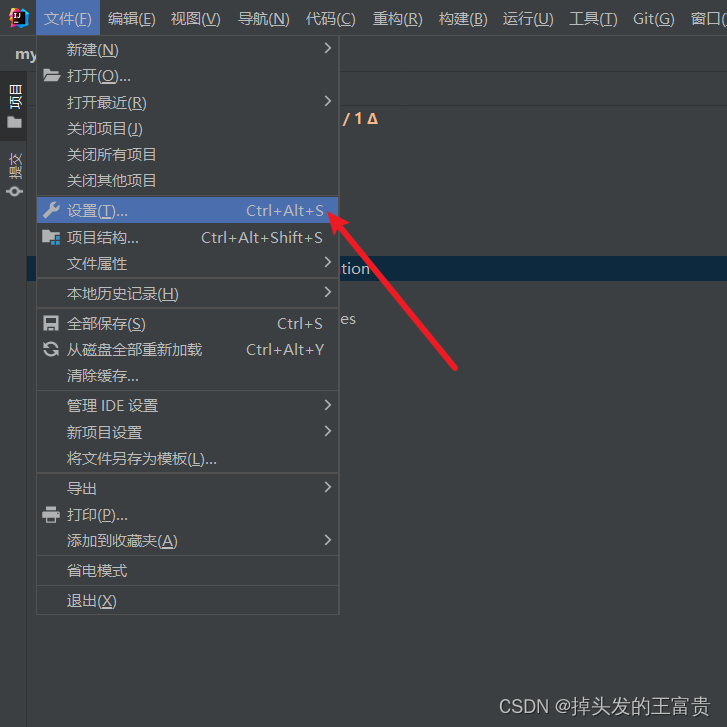 文件(F) 编辑(E) 视图(V) 导航(N) 代码(C) 重构(R) 构建(B) 运行(U) 工具(T) Git(G) 窗口(
my
项目
提交
新建(N)
打开(O)...
打开最近(R)
关闭项目(J)
/ 1 Δ
关闭所有项目
关闭其他项目
设置(T)... Ctrl+Alt+S
项目结构... Ctrl+Alt+Shift+S
文件属性
tion
本地历史记录(H)
全部保存(S) Ctrl+S
es
从磁盘全部重新加载 Ctrl+Alt+Y
清除缓存...
管理 IDE 设置
新项目设置
将文件另存为模板(L)...
导出
打印(P)...
添加到收藏夹(A)
省电模式
退出(X)
CSDN @掉头发的王富贵